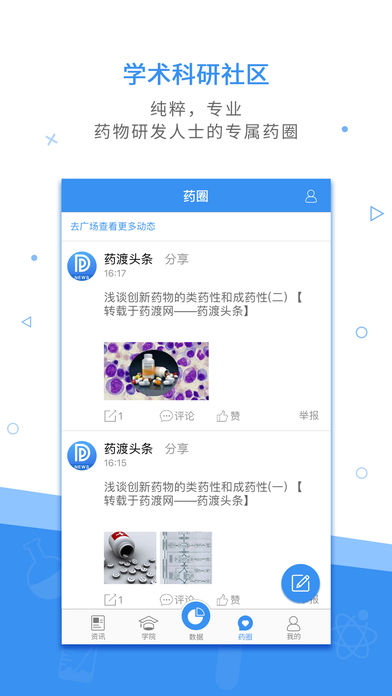 学术科研社区
纯粹，专业
药物研发人士的专属药圈
药圈
去广场查看更多动态
药渡头条 分享
16:17
NEWS
浅谈创新药物的类药性和成药性(二) 【
转载于药渡网——药渡头条】
1 评论 赞 举报
药渡头条 分享
16:15
NEWS
浅谈创新药物的类药性和成药性(一) 【
转载于药渡网——药渡头条】
1 评论 赞 报
资讯 学院 数据 药圈 我的